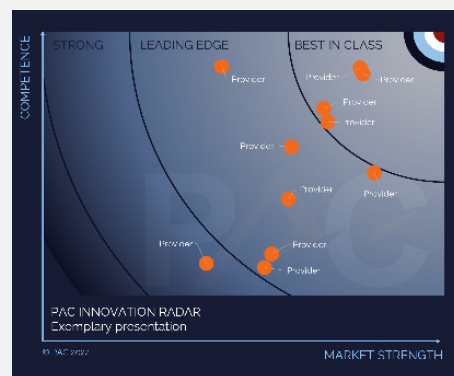 COMPETENCE
STRONG
LEADING EDGE
BEST IN CLASS
Provider
Provider
Provider
Provider
Provider
Provider
Provider
Provider
Provider
Provider
Provider
PAC
PAC INNOVATION RADAR
Exemplary presentation
MARKET STRENGTH